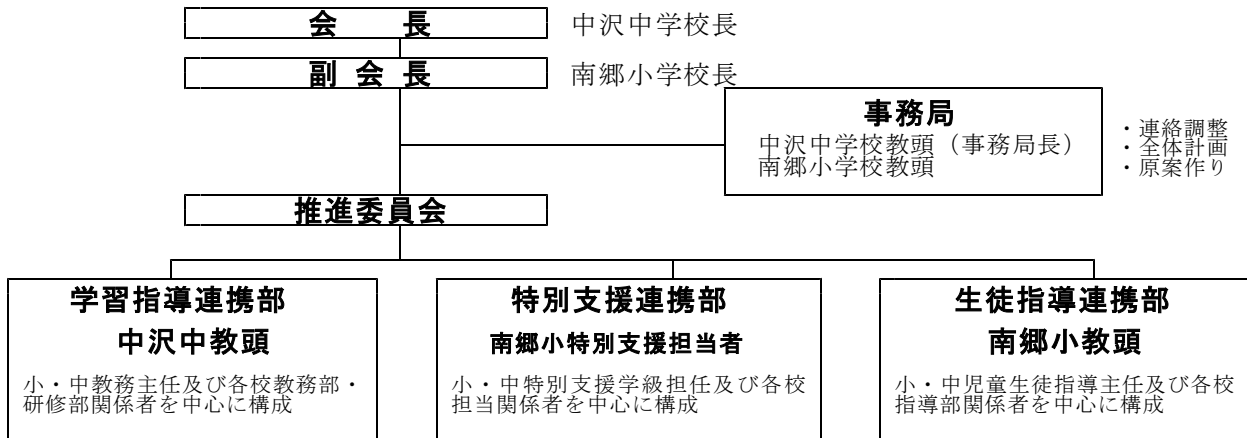 会　　長　中沢中学校長
副 会 長　南郷小学校長
事務局
中沢中学校教頭（事務局長）
南郷小学校教頭
・連絡調整
・全体計画
・原案作り
推進委員会
学習指導連携部
中沢中教頭
小・中教務主任及び各校教務部・
研修部関係者を中心に構成
特別支援連携部
南郷小特別支援担当者
小・中特別支援学級担任及び各校
担当関係者を中心に構成
生徒指導連携部
南郷小教頭
小・中児童生徒指導主任及び各校
指導部関係者を中心に構成